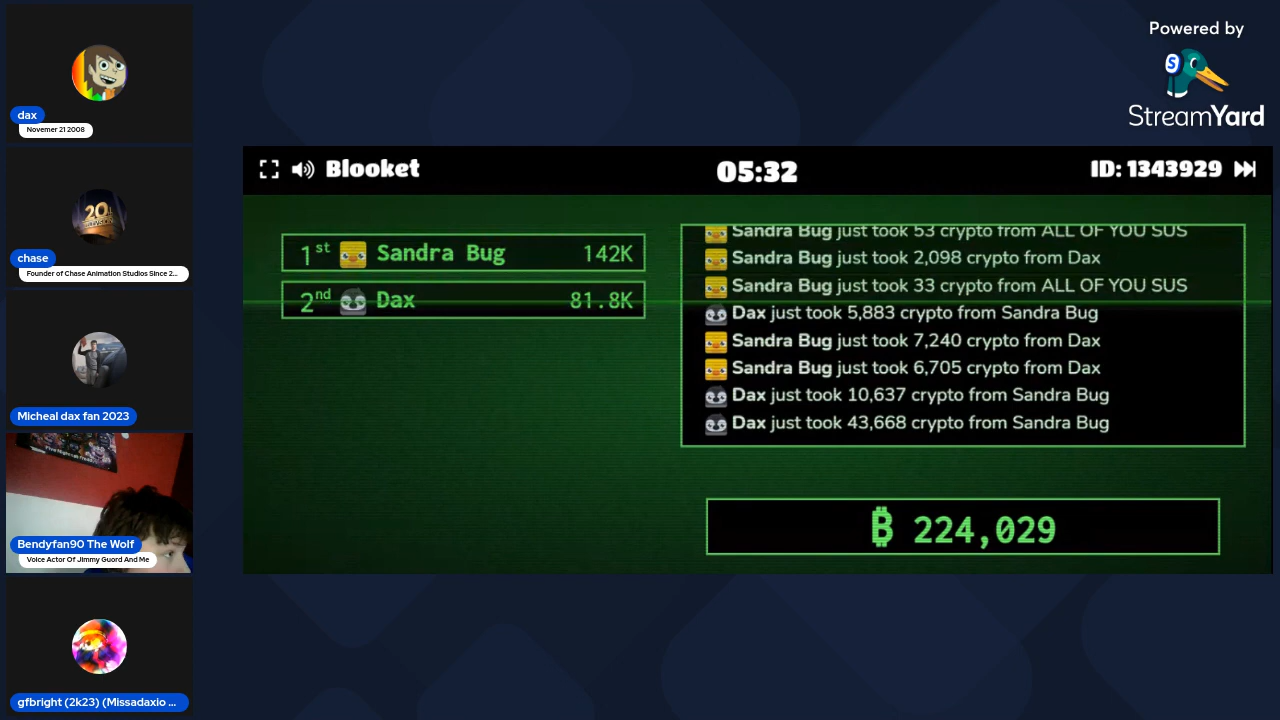 dax
Novemer 21 2008
chase
Founder of Chase Animation Studios Since 2...
Micheal dax fan 2023
Bendyfan90 The Wolf
Voice Actor Of Jimmy Guord And Me
gfbright (2k23) (Missadaxio ...
Powered by
StreamYard
Blooket
05:32
ID: 1343929
1st Sandra Bug 142K
2nd Dax 81.8K
Sandra Bug just took 53 crypto from ALL OF YOU SUS
Sandra Bug just took 2,098 crypto from Dax
Sandra Bug just took 33 crypto from ALL OF YOU SUS
Dax just took 5,883 crypto from Sandra Bug
Sandra Bug just took 7,240 crypto from Dax
Sandra Bug just took 6,705 crypto from Dax
Dax just took 10,637 crypto from Sandra Bug
Dax just took 43,668 crypto from Sandra Bug
₿ 224,029